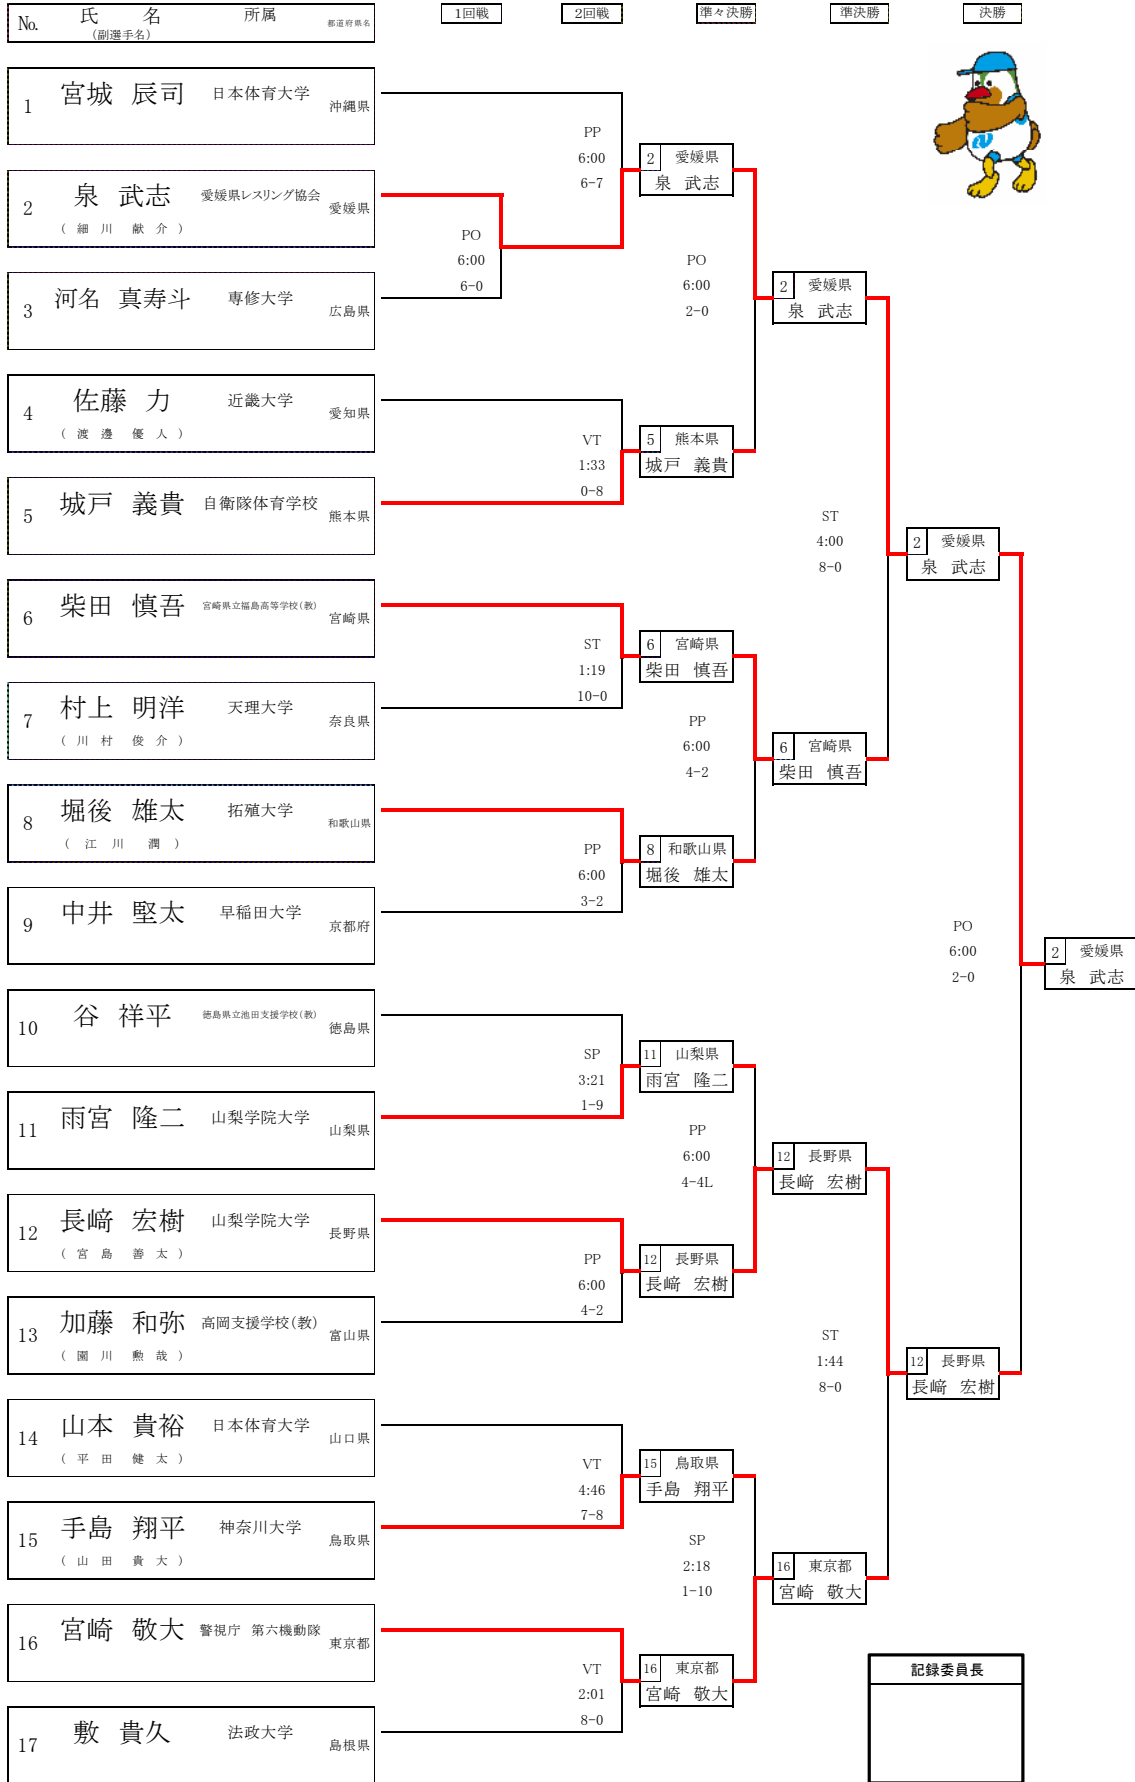 No. 氏 名 所属 都道府県名
(副選手名)
1回戦 2回戦 準々決勝 準決勝 決勝
1 宮城 辰司 日本体育大学 沖縄県
2 泉 武志 愛媛県レスリング協会 愛媛県
( 細 川 献 介 )
3 河名 真寿斗 専修大学 広島県
4 佐藤 力 近畿大学 愛知県
( 渡 邊 優 人 )
5 城戸 義貴 自衛隊体育学校 熊本県
6 柴田 慎吾 宮崎県立福島高等学校(教) 宮崎県
7 村上 明洋 天理大学 奈良県
( 川 村 俊 介 )
8 堀後 雄太 拓殖大学 和歌山県
( 江 川 潤 )
9 中井 堅太 早稲田大学 京都府
10 谷 祥平 徳島県立池田支援学校(教) 徳島県
11 雨宮 隆二 山梨学院大学 山梨県
12 長﨑 宏樹 山梨学院大学 長野県
( 宮 島 善 太 )
13 加藤 和弥 高岡支援学校(教) 富山県
( 園 川 勲 哉 )
14 山本 貴裕 日本体育大学 山口県
( 平 田 健 太 )
15 手島 翔平 神奈川大学 鳥取県
( 山 田 貴 大 )
16 宮崎 敬大 警視庁 第六機動隊 東京都
17 敷 貴久 法政大学 島根県
PO
6:00
6-0
PP
6:00
6-7
VT
1:33
0-8
ST
1:19
10-0
PP
6:00
3-2
SP
3:21
1-9
PP
6:00
4-2
VT
4:46
7-8
VT
2:01
8-0
2 愛媛県
泉 武志
5 熊本県
城戸 義貴
6 宮崎県
柴田 慎吾
8 和歌山県
堀後 雄太
11 山梨県
雨宮 隆二
12 長野県
長﨑 宏樹
15 鳥取県
手島 翔平
16 東京都
宮崎 敬大
PO
6:00
2-0
PP
6:00
4-2
PP
6:00
4-4L
SP
2:18
1-10
2 愛媛県
泉 武志
6 宮崎県
柴田 慎吾
12 長野県
長﨑 宏樹
16 東京都
宮崎 敬大
ST
4:00
8-0
ST
1:44
8-0
2 愛媛県
泉 武志
12 長野県
長﨑 宏樹
PO
6:00
2-0
2 愛媛県
泉 武志
記録委員長